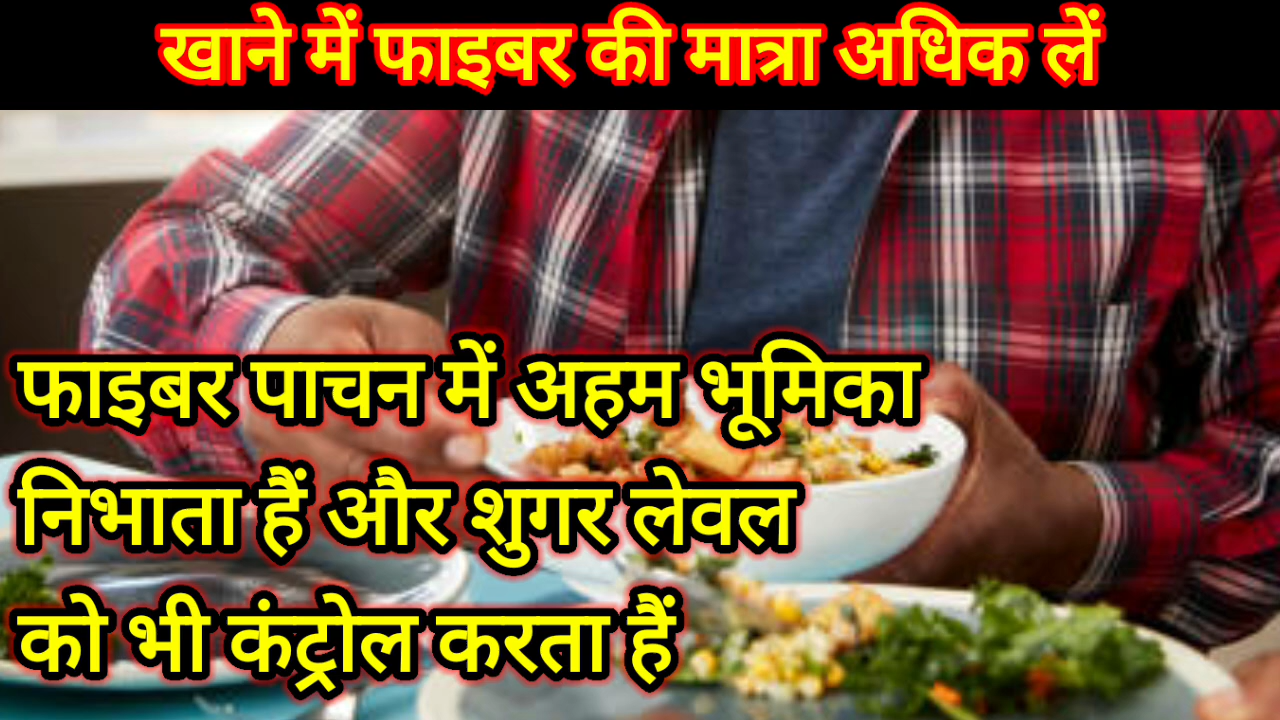 खाने में फाइबर की मात्रा अधिक लें
फाइबर पाचन में अहम भूमिका
निभाता हैं और शुगर लेवल
को भी कंट्रोल करता हैं